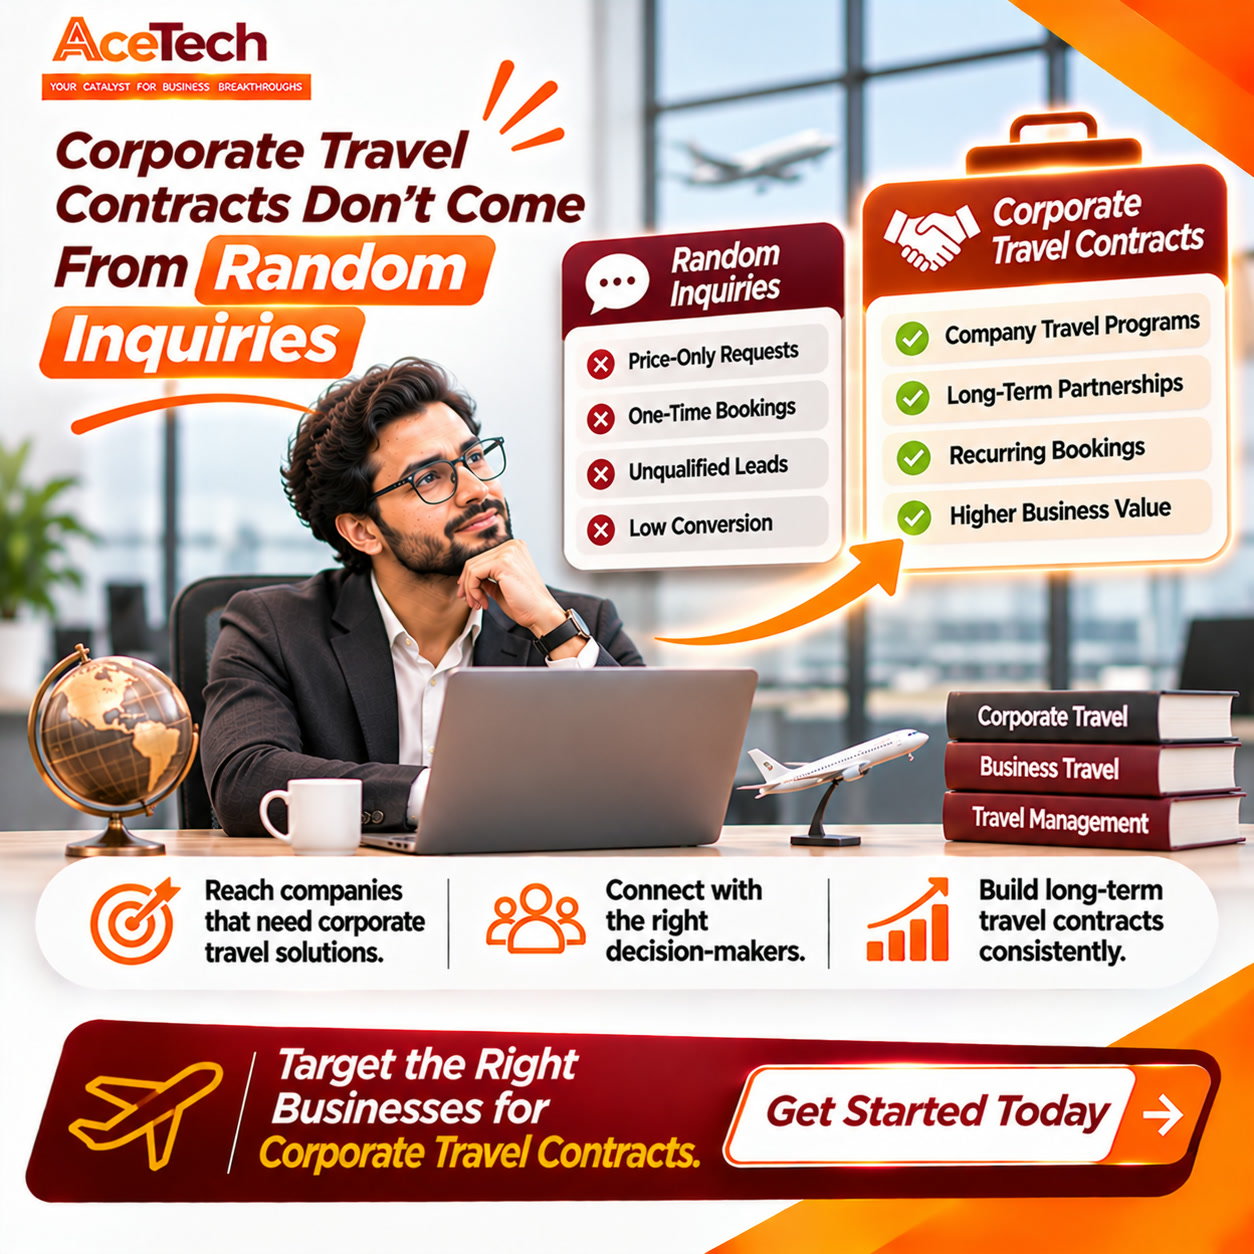 AceTech
YOUR CATALYST FOR BUSINESS BREAKTHROUGHS
Corporate Travel
Contracts Don't Come
From Random
Inquiries
Random
Inquiries
Price-Only Requests
One-Time Bookings
Unqualified Leads
Low Conversion
Corporate
Travel Contracts
Company Travel Programs
Long-Term Partnerships
Recurring Bookings
Higher Business Value
Corporate Travel
Business Travel
Travel Management
Reach companies
that need corporate
travel solutions.
Connect with
the right
decision-makers.
Build long-term
travel contracts
consistently.
Target the Right
Businesses for
Corporate Travel Contracts.
Get Started Today